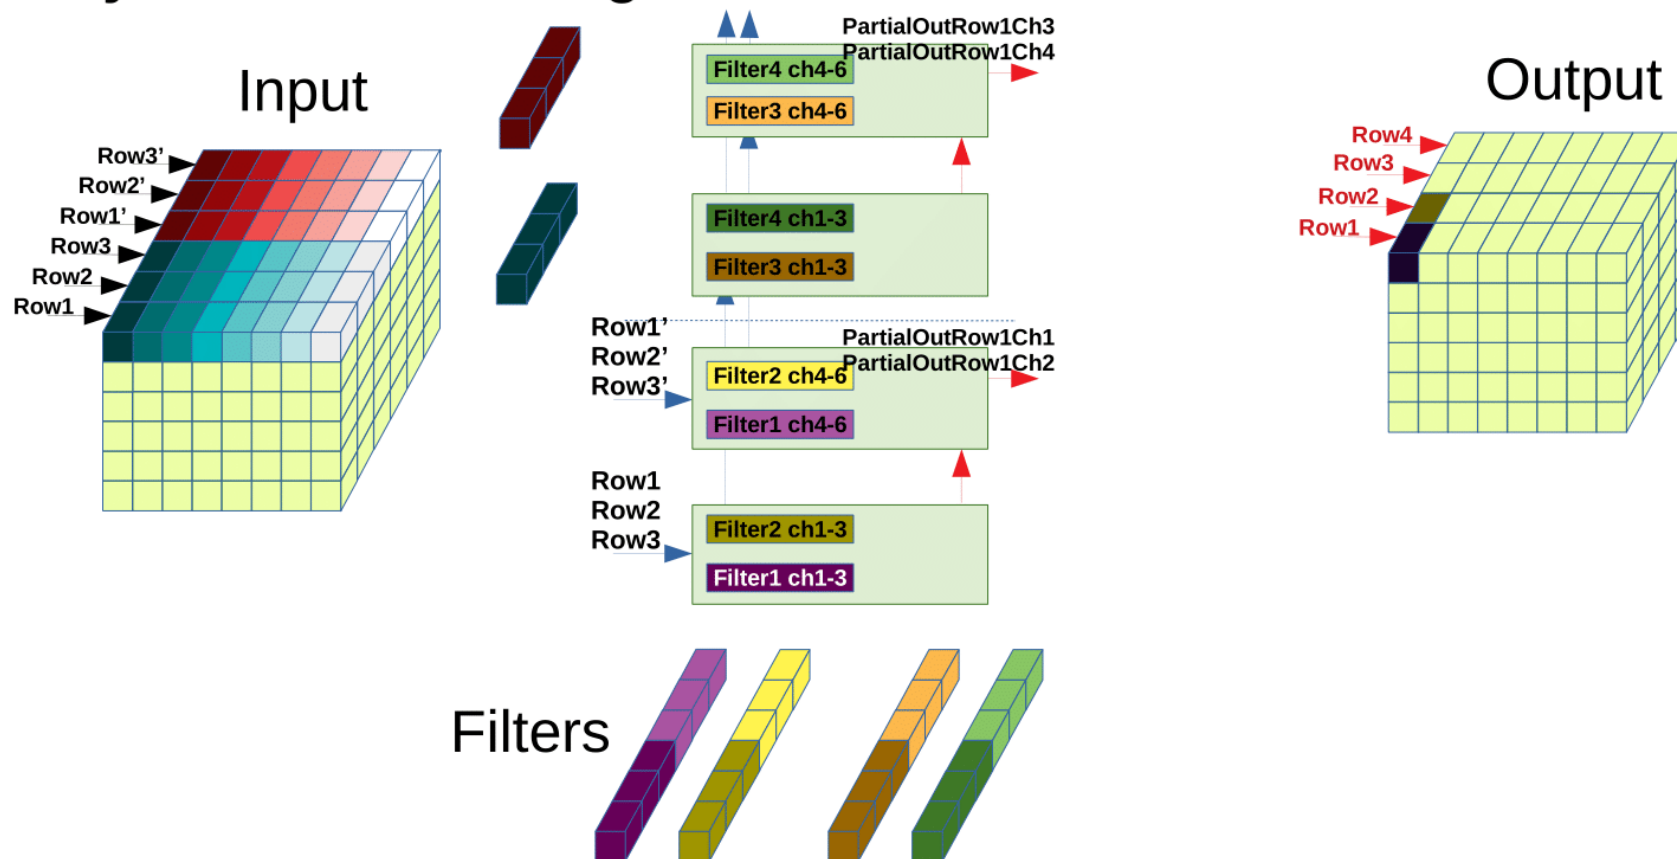 Input
Row3’
Row2’
Row1’
Row3
Row2
Row1
PartialOutRow1Ch3
PartialOutRow1Ch4
Filter4 ch4-6
Filter3 ch4-6
Filter4 ch1-3
Filter3 ch1-3
Row1’
Row2’
Row3’
PartialOutRow1Ch1
PartialOutRow1Ch2
Filter2 ch4-6
Filter1 ch4-6
Row1
Row2
Row3
Filter2 ch1-3
Filter1 ch1-3
Output
Row4
Row3
Row2
Row1
Filters